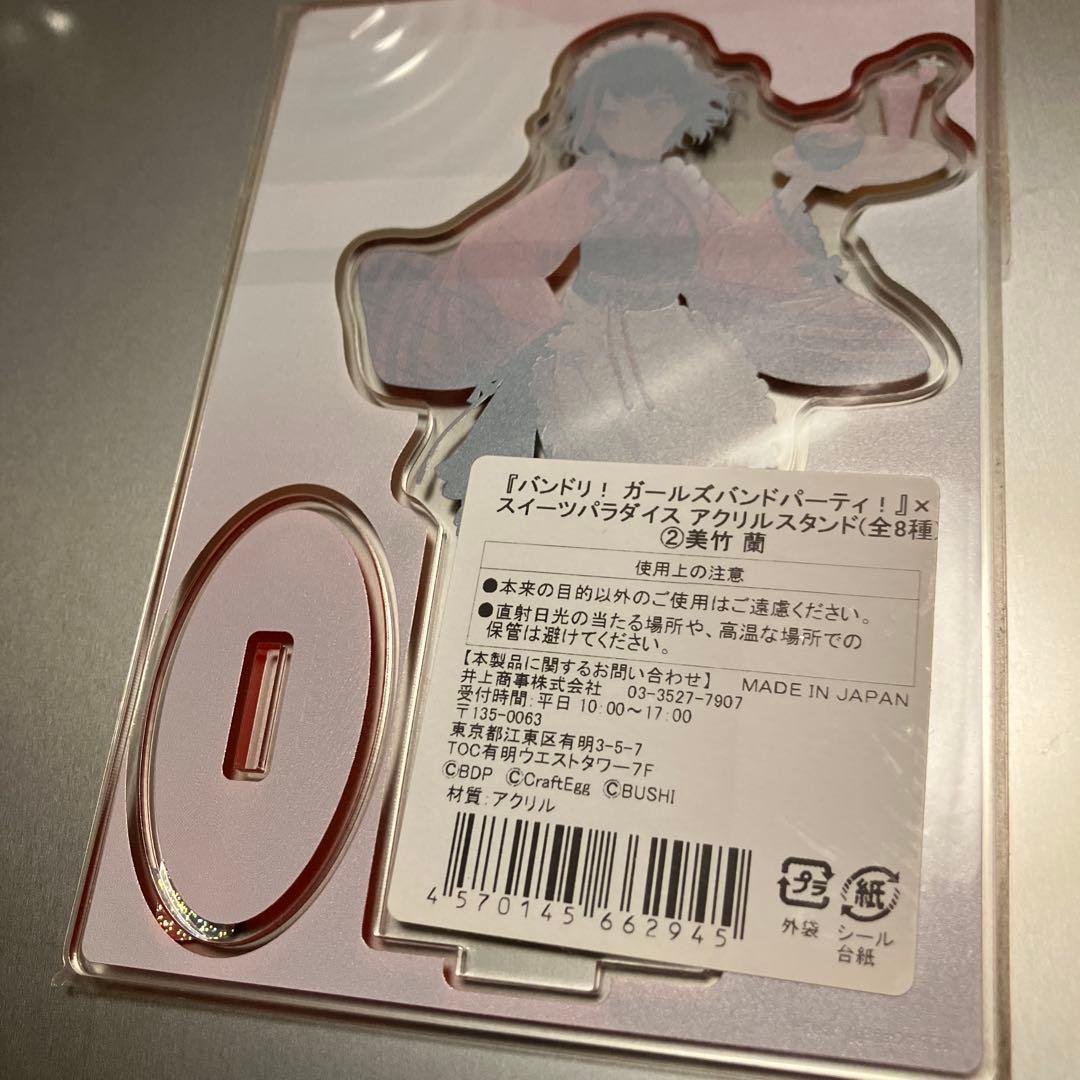 『バンドリ！ ガールズバンドパーティ！』×
スイーツパラダイス アクリルスタンド(全8種)
②美竹 蘭
使用上の注意
●本来の目的以外のご使用はご遠慮ください。
●直射日光の当たる場所や、高温な場所での
保管は避けてください。
【本製品に関するお問い合わせ】
井上商事株式会社 03-3527-7907
MADE IN JAPAN
受付時間:平日 10:00～17:00
〒135-0063
東京都江東区有明3-5-7
TOC有明ウエストタワー7F
©BDP ©CraftEgg ©BUSHI
材質:アクリル
4 570145 662945
プラ
外袋
紙
シール
台紙